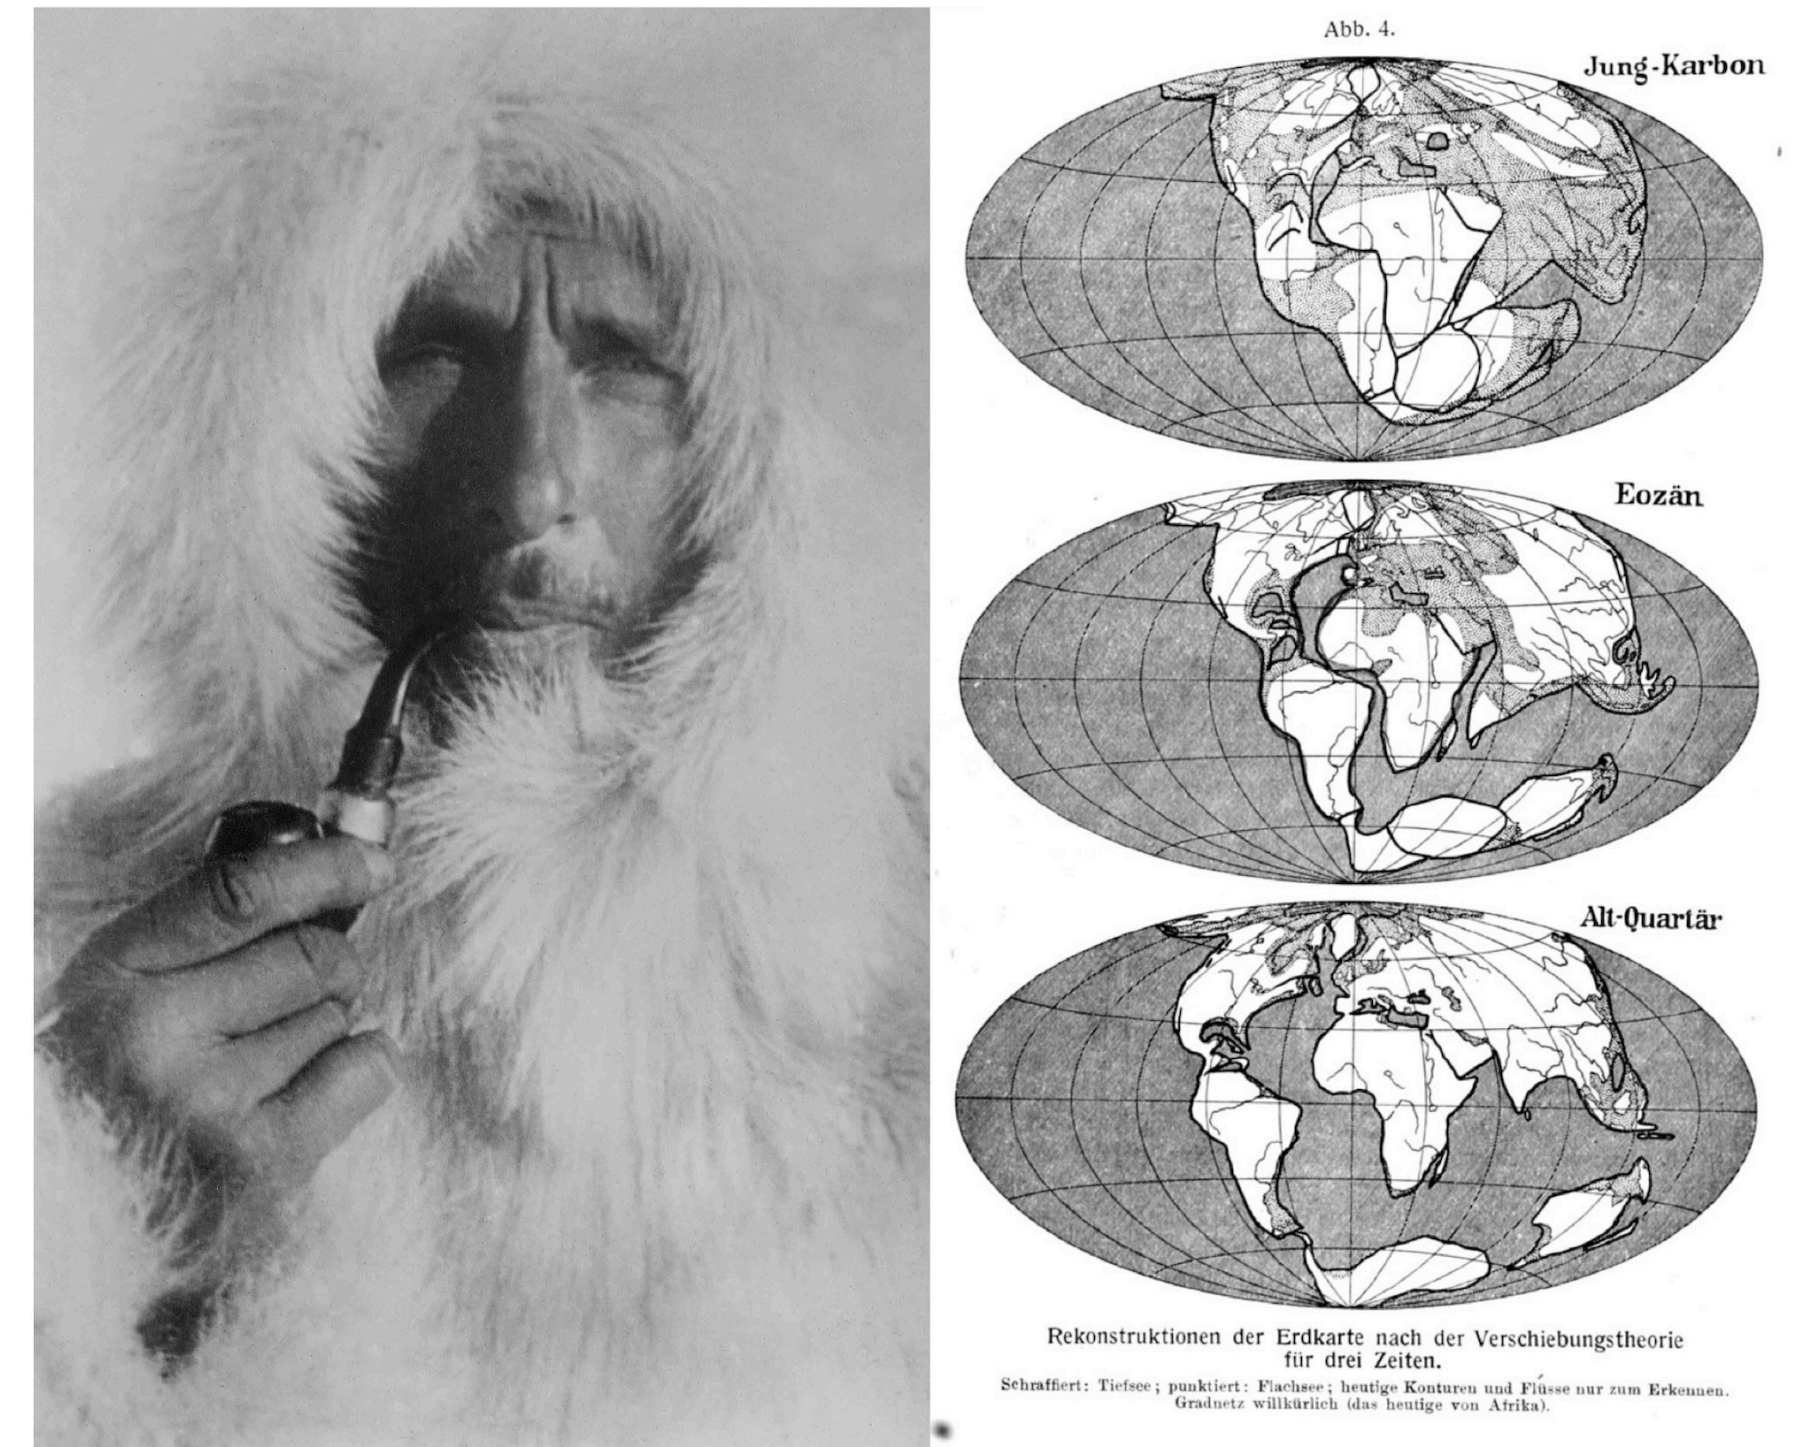 Abb. 4.
Jung-Karbon
Eozän
Alt-Quartär
Rekonstruktionen der Erdkarte nach der Verschiebungstheorie
für drei Zeiten.
Schraffiert: Tiefsee; punktiert: Flachsee; heutige Konturen und Flüsse nur zum Erkennen.
Gradnetz willkürlich (das heutige von Afrika).